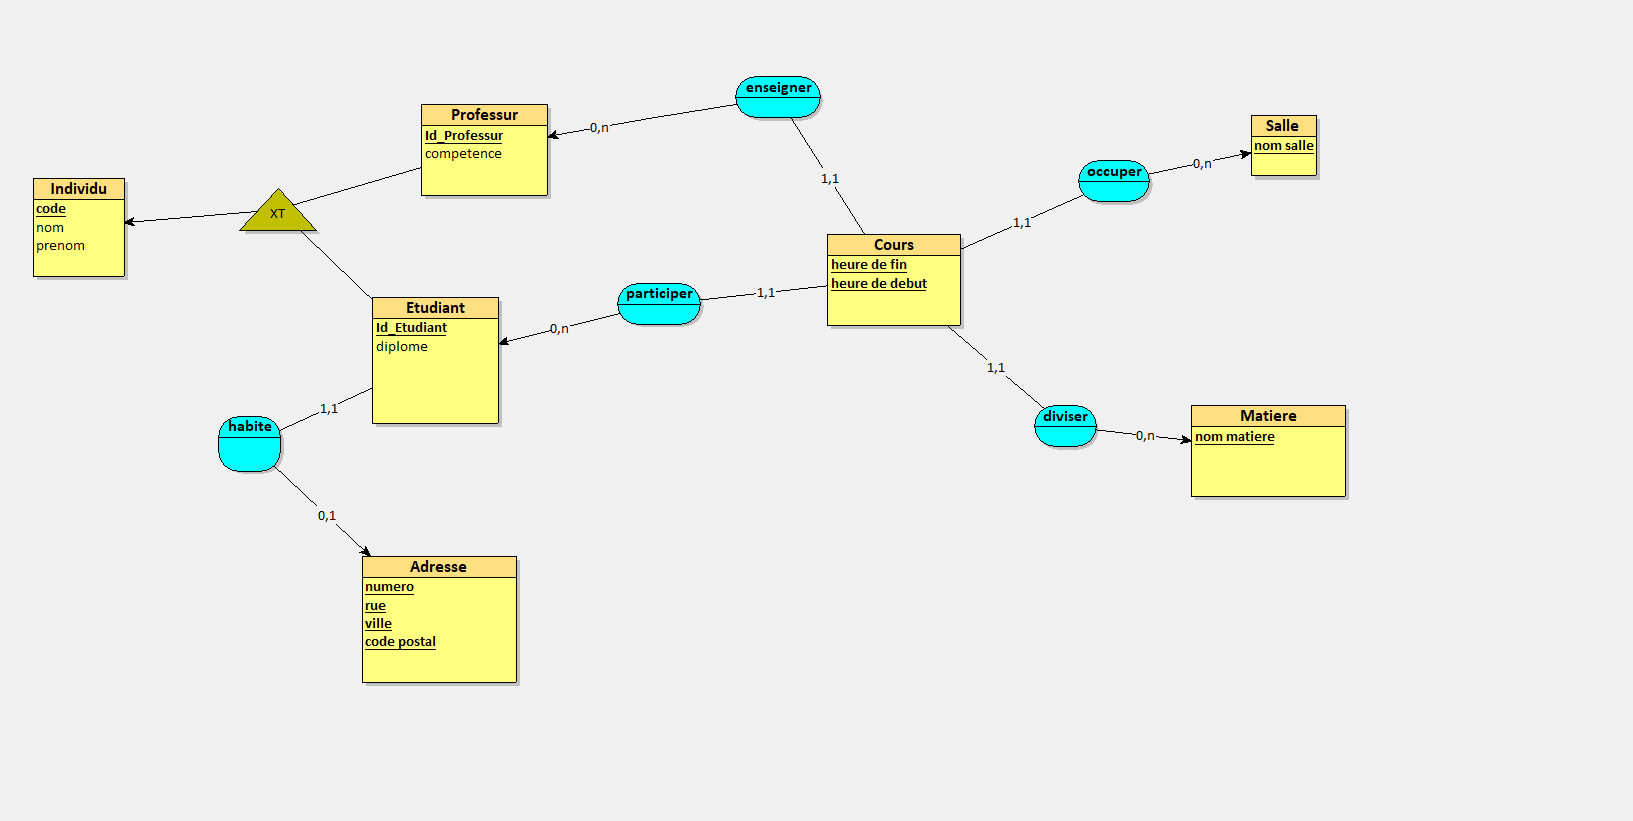 enseigner
Professur
Id_Professur
competence
0,n
Salle
nom salle
occuper
0,n
1,1
1,1
Individu
code
nom
prenom
XT
Cours
heure de fin
heure de debut
participer
1,1
0,n
Etudiant
Id_Etudiant
diplome
1,1
habite
0,1
1,1
diviser
0,n
Matiere
nom matiere
Adresse
numero
rue
ville
code postal